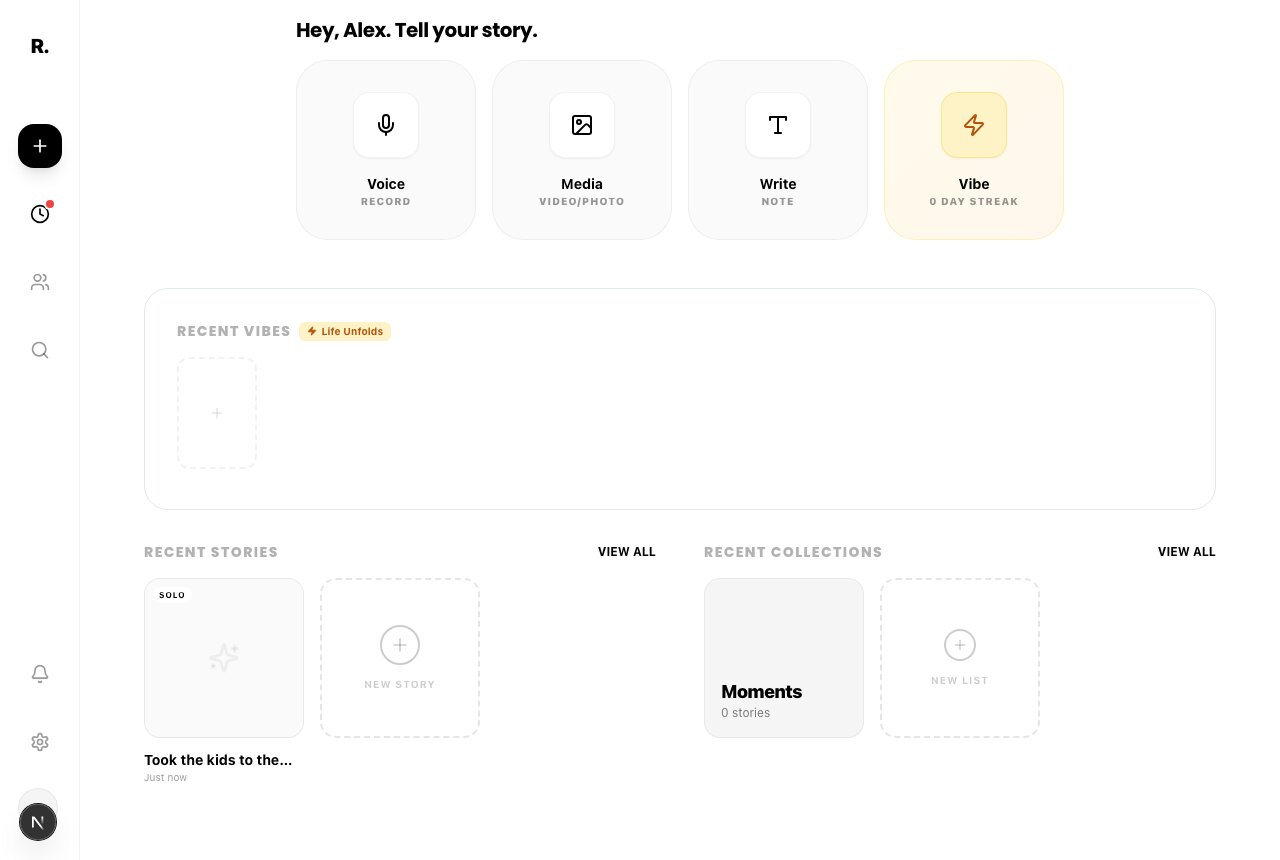 R.
Hey, Alex. Tell your story.
Voice
RECORD
Media
VIDEO/PHOTO
Write
NOTE
Vibe
0 DAY STREAK
RECENT VIBES
Life Unfolds
RECENT STORIES
VIEW ALL
SOLO
NEW STORY
Took the kids to the...
Just now
RECENT COLLECTIONS
VIEW ALL
Moments
0 stories
NEW LIST
N